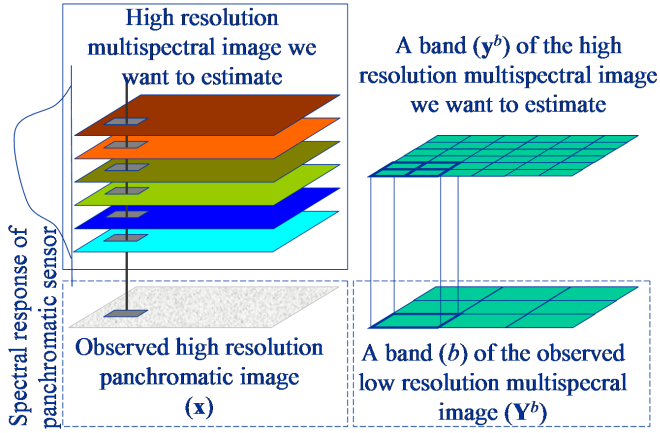 High resolution
multispectral image we
want to estimate
A band (y^b) of the high
resolution multispectral image
we want to estimate
Spectral response of
panchromatic sensor
Observed high resolution
panchromatic image
(x)
A band (b) of the observed
low resolution multispecral
image (Y^b)